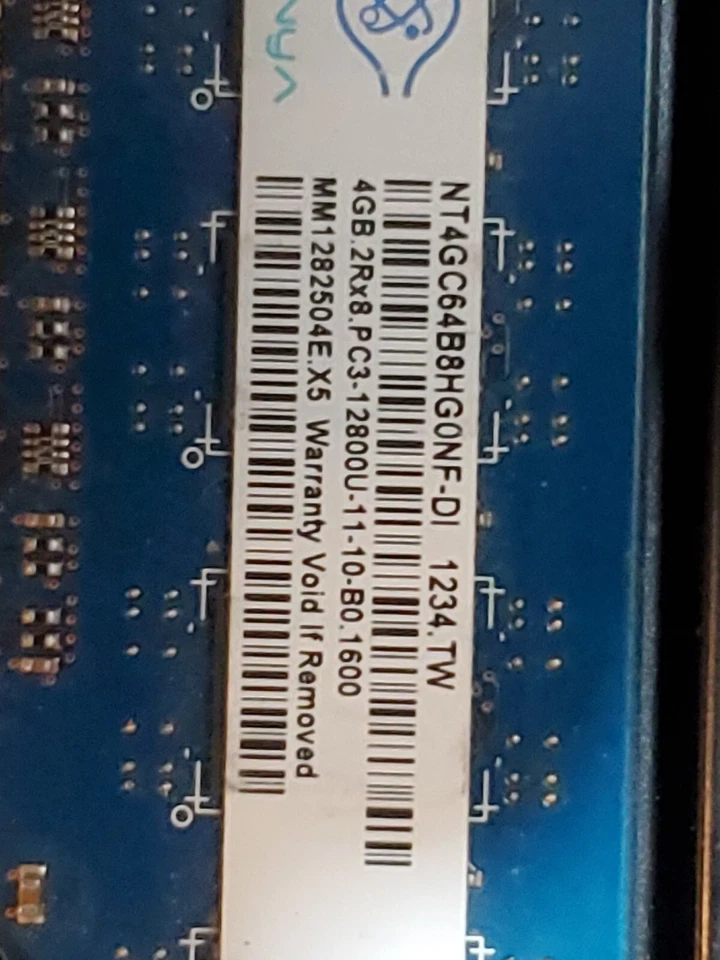 NT4GC64B8HG0NF-DI 1234.TW
4GB.2Rx8.PC3-12800U-11-10-B0.1600
MM1282504E.X5 Warranty Void If Removed